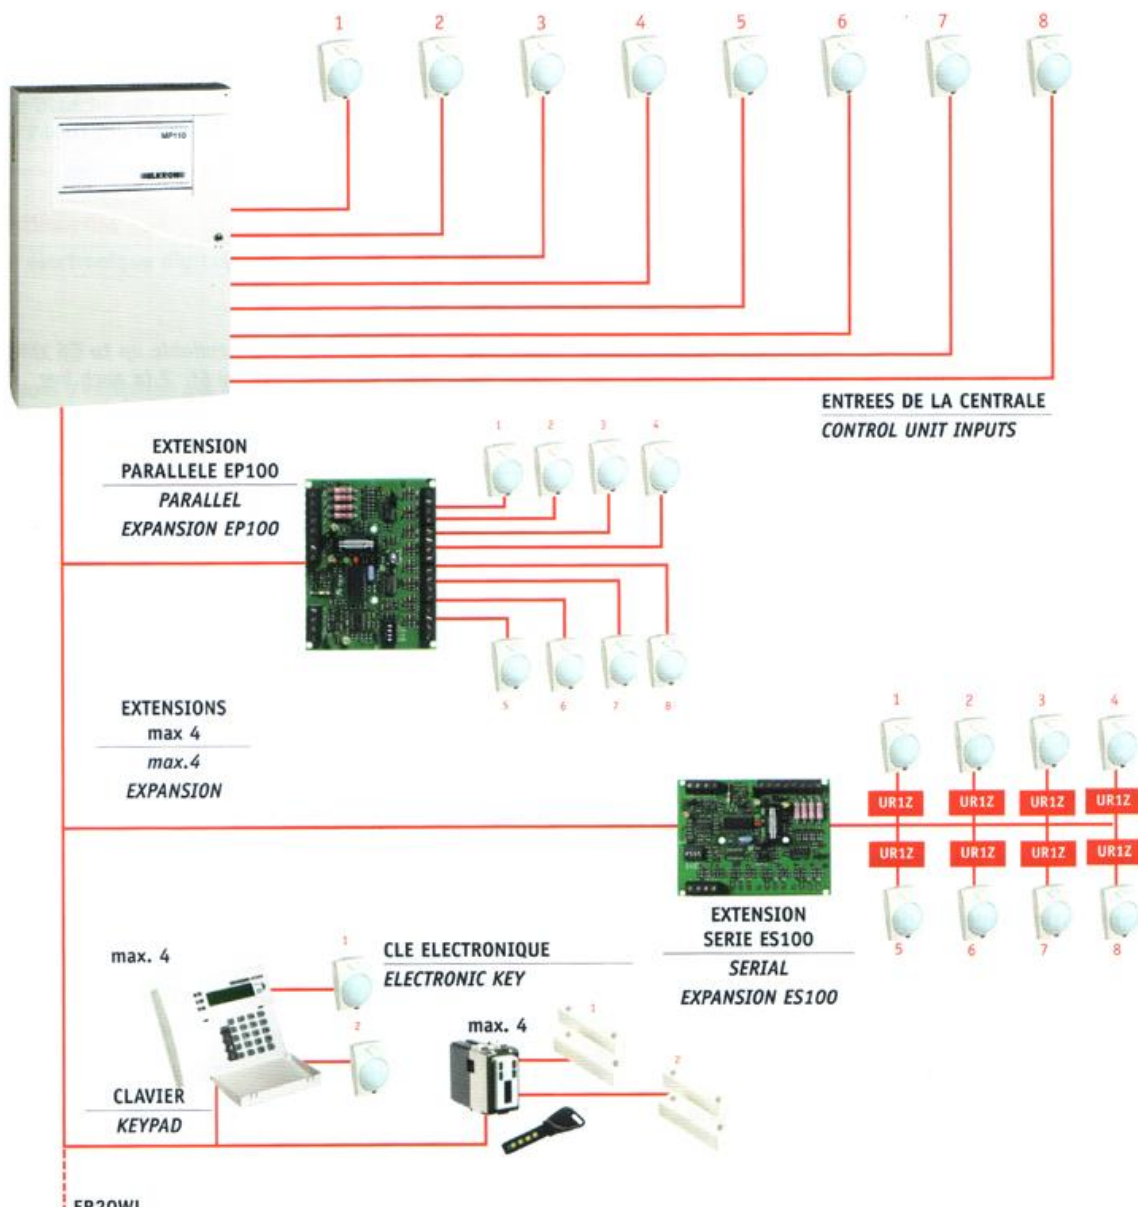 1 2 3 4 5 6 7 8
MP110
ELKRON
ENTREES DE LA CENTRALE
CONTROL UNIT INPUTS
EXTENSION
PARALLELE EP100
PARALLEL
EXPANSION EP100
1 2 3 4
5 6 7 8
EXTENSIONS
max 4
max.4
EXPANSION
1 2 3 4
UR1Z UR1Z UR1Z UR1Z
UR1Z UR1Z UR1Z UR1Z
5 6 7 8
EXTENSION
SERIE ES100
SERIAL
EXPANSION ES100
max. 4
1
2
CLAVIER
KEYPAD
CLE ELECTRONIQUE
ELECTRONIC KEY
max. 4
1
2